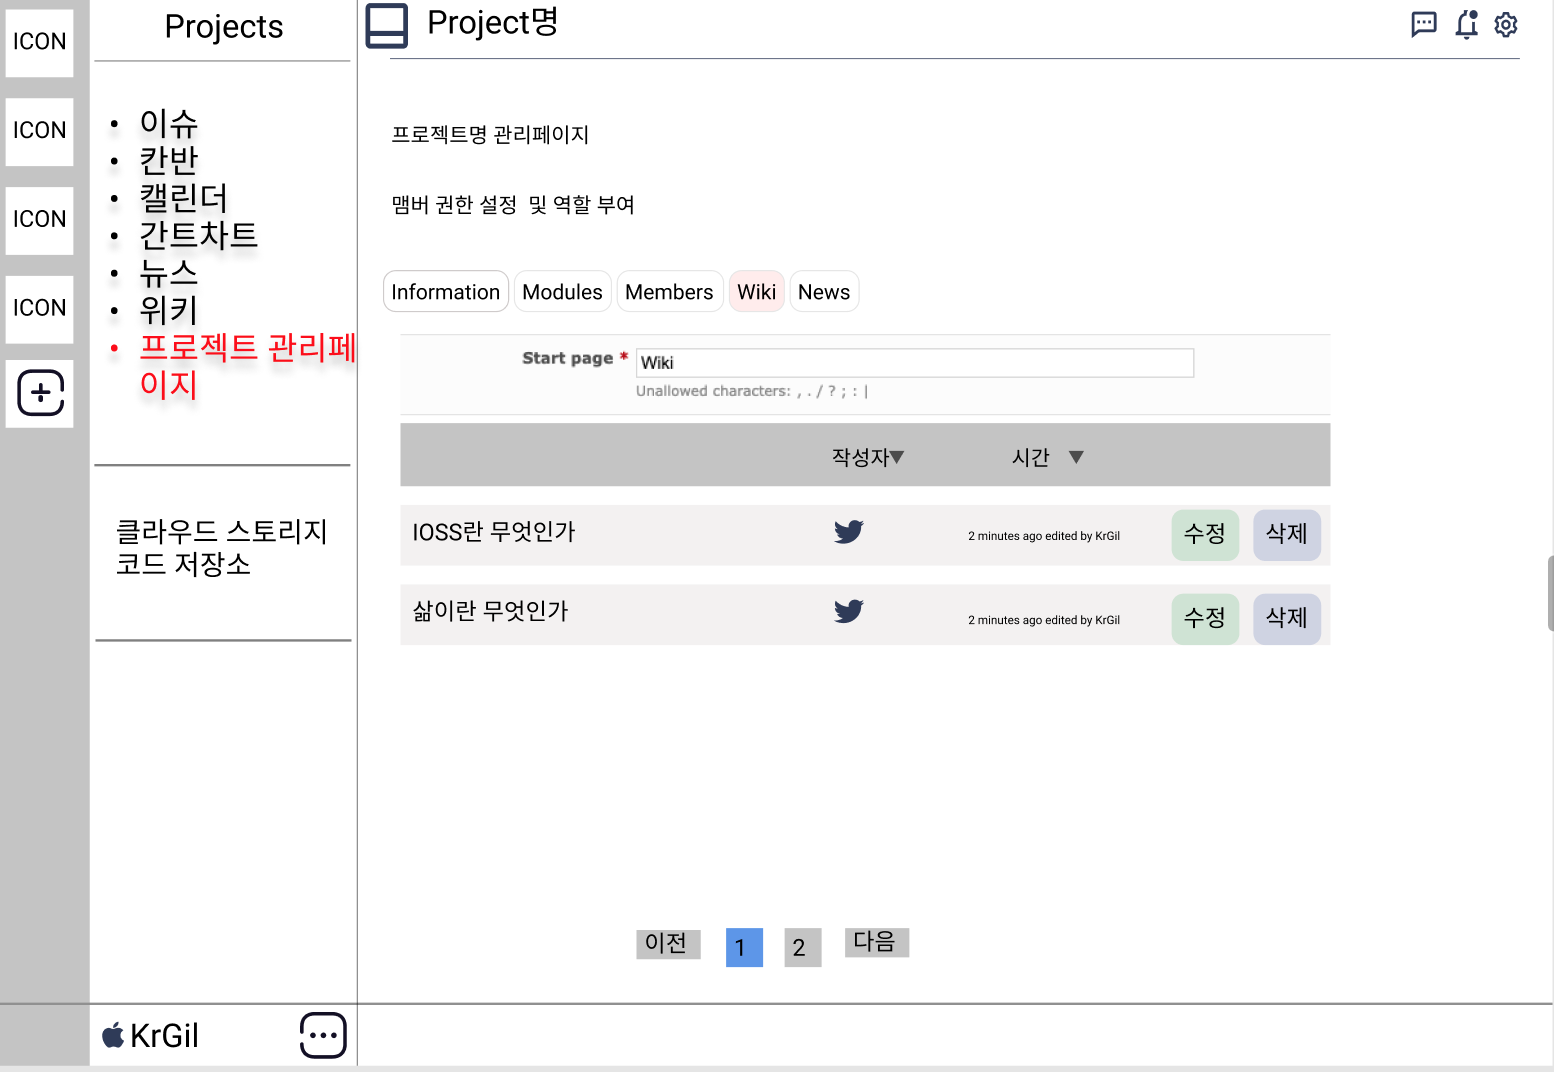 ICON
ICON
ICON
ICON
Projects
• 이슈
• 칸반
• 캘린더
• 간트차트
• 뉴스
• 위키
• 프로젝트 관리페
이지
클라우드 스토리지
코드 저장소
KrGil
Project명
프로젝트명 관리페이지
맴버 권한 설정 및 역할 부여
Information Modules Members Wiki News
Start page * Wiki
Unallowed characters: , . / ? ; : |
작성자▼ 시간 ▼
IOSS란 무엇인가 2 minutes ago edited by KrGil 수정 삭제
삶이란 무엇인가 2 minutes ago edited by KrGil 수정 삭제
이전 1 2 다음